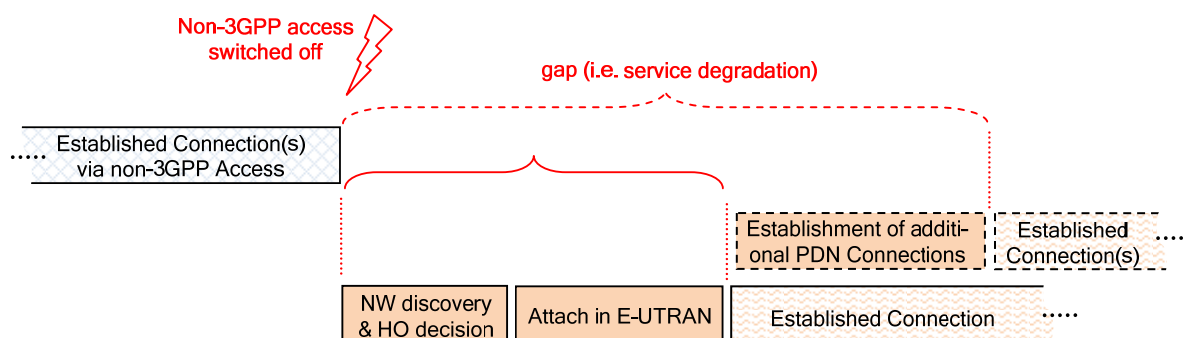 Non-3GPP access
switched off
gap (i.e. service degradation)
..... Established Connection(s)
via non-3GPP Access
Establishment of additi-
onal PDN Connections
Established
Connection(s) ....
NW discovery
& HO decision
Attach in E-UTRAN
Established Connection .....